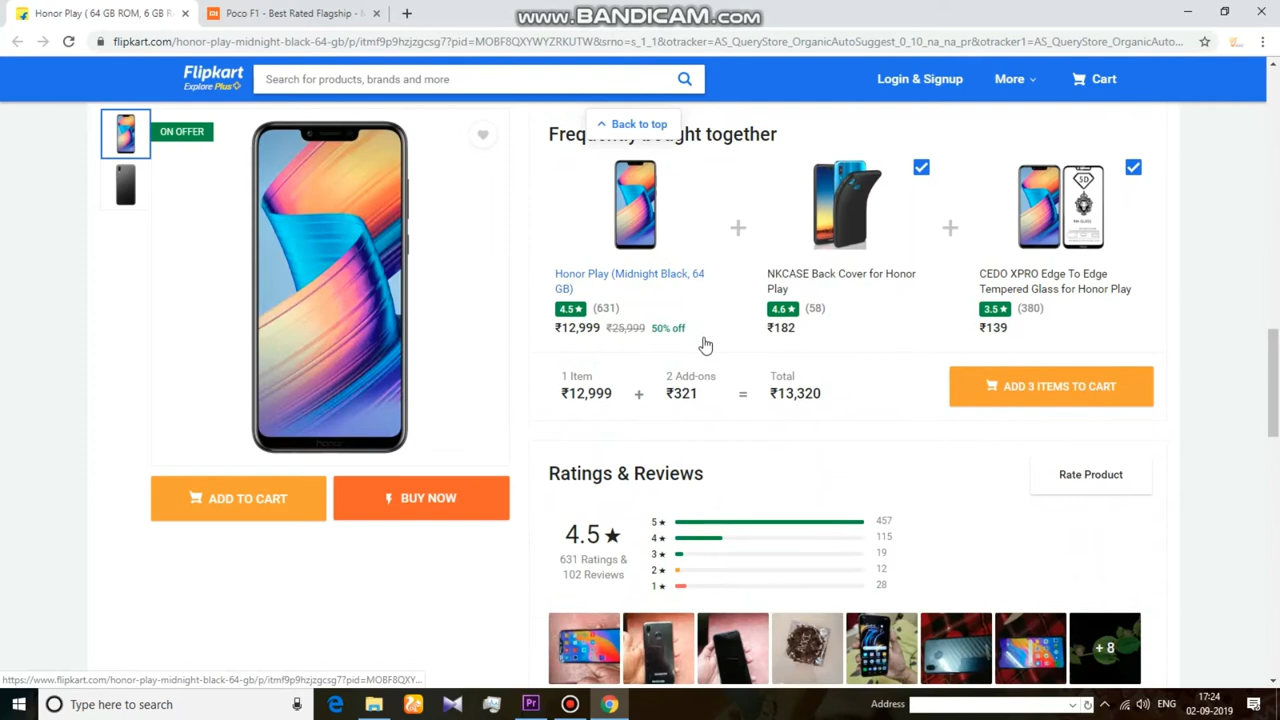 Honor Play ( 64 GB ROM, 6 GB RA
Poco F1 - Best Rated Flagship - M
www.BANDICAM.com
flipkart.com/honor-play-midnight-black-64-gb/p/itmf9p9hzjzgcsg7?pid=MOBF8QXYWYZRKUTW&srno=s_1_1&otracker=AS_QueryStore_OrganicAutoSuggest_0_10_na_na_pr&otracker1=AS_QueryStore_OrganicAuto...
Flipkart
Explore Plus
Search for products, brands and more
Login & Signup
More
Cart
ON OFFER
Back to top
Frequently bought together
5D
Honor Play (Midnight Black, 64
GB)
4.5★ (631)
₹12,999 ₹25,999 50% off
NKCASE Back Cover for Honor
Play
4.6★ (58)
₹182
CEDO XPRO Edge To Edge
Tempered Glass for Honor Play
3.5★ (380)
₹139
1 Item
₹12,999
+
2 Add-ons
₹321
=
Total
₹13,320
ADD 3 ITEMS TO CART
honor
ADD TO CART
BUY NOW
Ratings & Reviews
Rate Product
4.5★
631 Ratings &
102 Reviews
5★ 457
4★ 115
3★ 19
2★ 12
1★ 28
+ 8
https://www.flipkart.com/honor-play-midnight-black-64-gb/p/itmf9p9hzjzgcsg7?pid=MOBF8QXY...
Type here to search
Pr
Address
ENG
17:24
02-09-2019